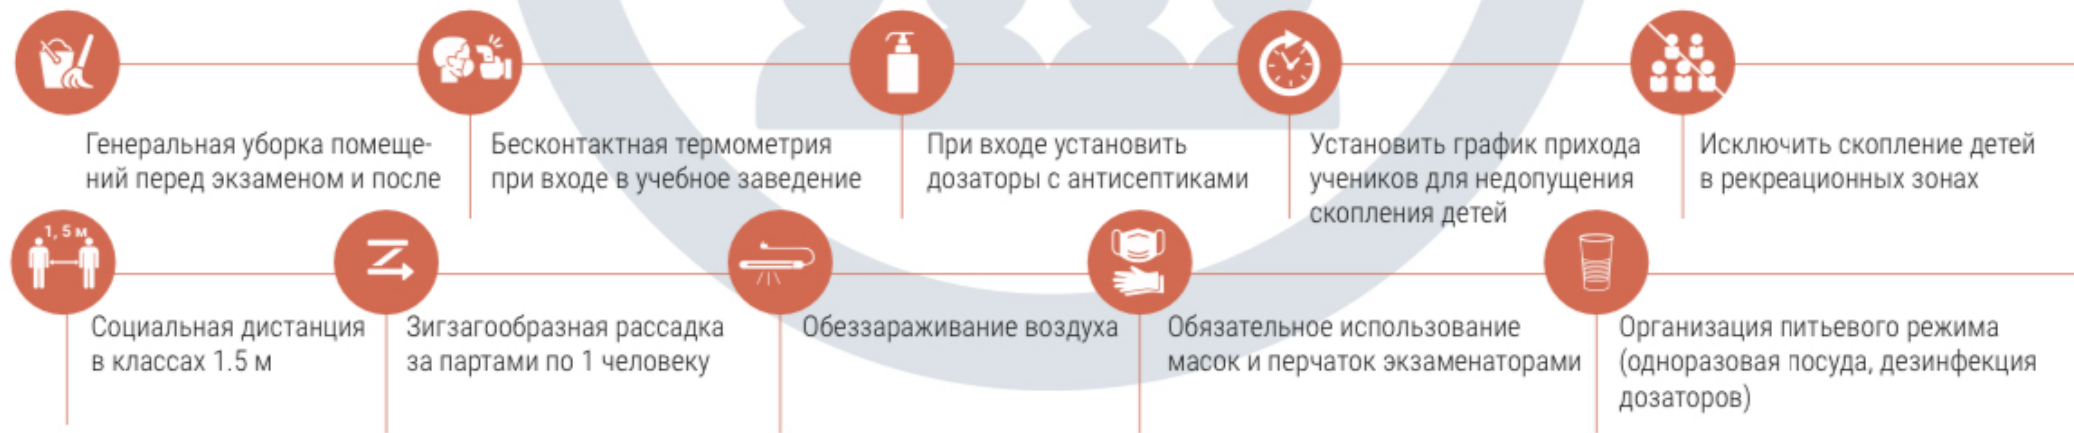 Генеральная уборка помеще-
ний перед экзаменом и после
Бесконтактная термометрия
при входе в учебное заведение
При входе установить
дозаторы с антисептиками
Установить график прихода
учеников для недопущения
скопления детей
Исключить скопление детей
в рекреационных зонах
1, 5 м
Социальная дистанция
в классах 1.5 м
Зигзагообразная рассадка
за партами по 1 человеку
Обеззараживание воздуха
Обязательное использование
масок и перчаток экзаменаторами
Организация питьевого режима
(одноразовая посуда, дезинфекция
дозаторов)